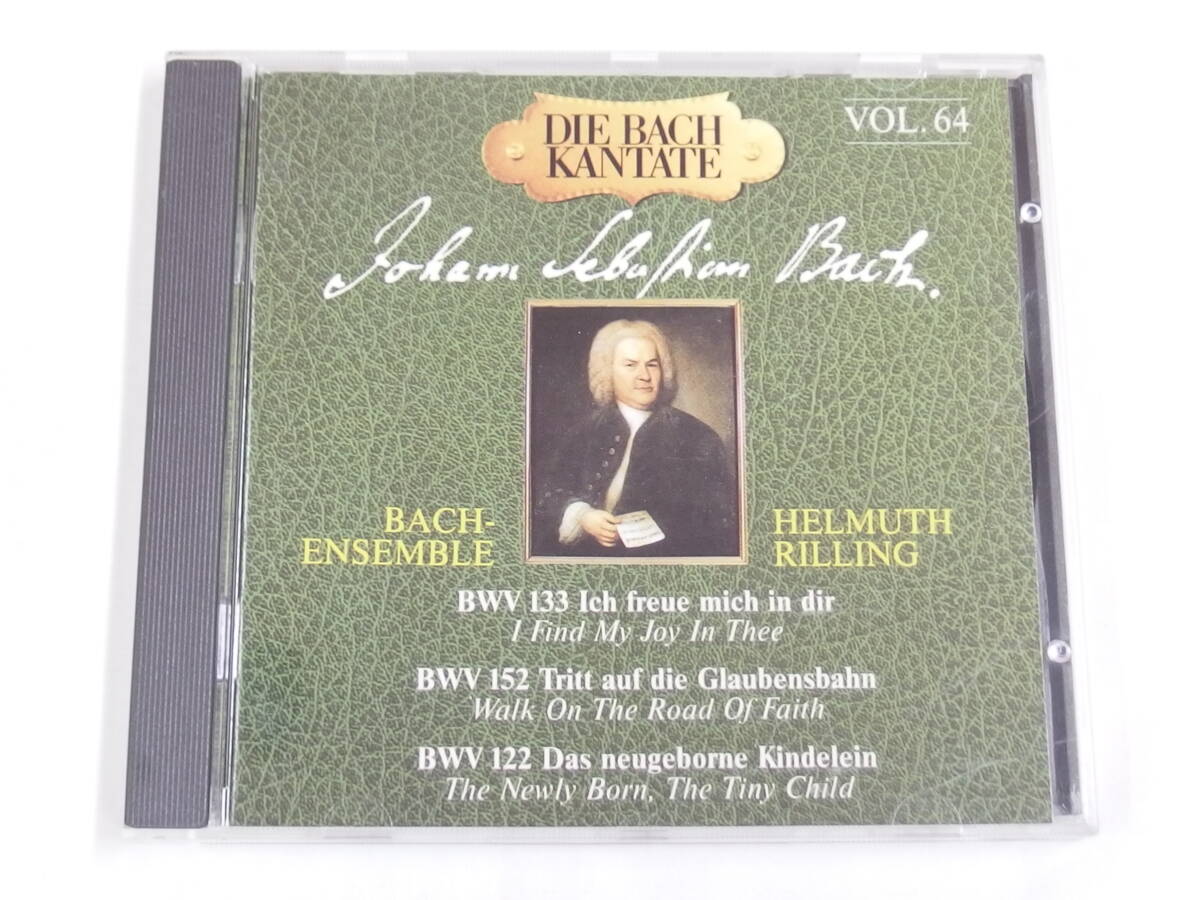 DIE BACH
KANTATE
VOL. 64
Johann Sebastian Bach.
BACH-
ENSEMBLE
HELMUTH
RILLING
BWV 133 Ich freue mich in dir
I Find My Joy In Thee
BWV 152 Tritt auf die Glaubensbahn
Walk On The Road Of Faith
BWV 122 Das neugeborne Kindelein
The Newly Born, The Tiny Child